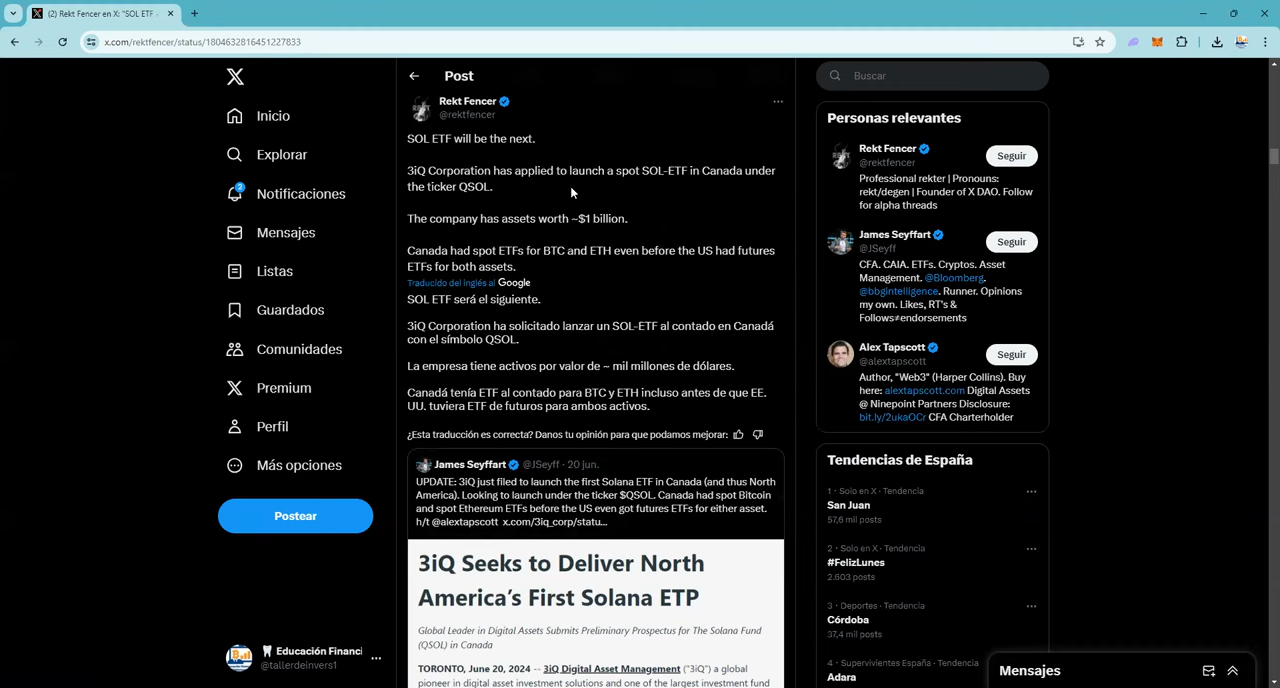 (2) Rekt Fencer en X: "SOL ETF
x.com/rektfencer/status/1804632816451227833
Inicio
Explorar
2
Notificaciones
Mensajes
Listas
Guardados
Comunidades
Premium
Perfil
Más opciones
Postear
Educación Financi
@tallerdeinvers1
Post
Rekt Fencer
@rektfencer
SOL ETF will be the next.
3iQ Corporation has applied to launch a spot SOL-ETF in Canada under
the ticker QSOL.
The company has assets worth ~$1 billion.
Canada had spot ETFs for BTC and ETH even before the US had futures
ETFs for both assets.
Traducido del inglés al Google
SOL ETF será el siguiente.
3iQ Corporation ha solicitado lanzar un SOL-ETF al contado en Canadá
con el símbolo QSOL.
La empresa tiene activos por valor de ~ mil millones de dólares.
Canadá tenía ETF al contado para BTC y ETH incluso antes de que EE.
UU. tuviera ETF de futuros para ambos activos.
¿Esta traducción es correcta? Danos tu opinión para que podamos mejorar:
James Seyffart @JSeyff · 20 jun.
UPDATE: 3iQ just filed to launch the first Solana ETF in Canada (and thus North
America). Looking to launch under the ticker $QSOL. Canada had spot Bitcoin
and spot Ethereum ETFs before the US even got futures ETFs for either asset.
h/t @alextapscott x.com/3iq_corp/statu...
3iQ Seeks to Deliver North
America's First Solana ETP
Global Leader in Digital Assets Submits Preliminary Prospectus for The Solana Fund
(QSOL) in Canada
TORONTO, June 20, 2024 -- 3iQ Digital Asset Management ("3iQ") a global
pioneer in digital asset investment solutions and one of the largest investment fund
Buscar
Personas relevantes
Rekt Fencer
@rektfencer
Seguir
Professional rekter | Pronouns:
rekt/degen | Founder of X DAO. Follow
for alpha threads
James Seyffart
@JSeyff
Seguir
CFA. CAIA. ETFs. Cryptos. Asset
Management. @Bloomberg.
@bbgintelligence. Runner. Opinions
my own. Likes, RT's &
Follows≠endorsements
Alex Tapscott
@alextapscott
Seguir
Author, "Web3" (Harper Collins). Buy
here: alextapscott.com Digital Assets
@ Ninepoint Partners Disclosure:
bit.ly/2ukaOCr CFA Charterholder
Tendencias de España
1 · Solo en X · Tendencia
San Juan
57,6 mil posts
2 · Solo en X · Tendencia
#FelizLunes
2.603 posts
3 · Deportes · Tendencia
Córdoba
37,4 mil posts
4 · Supervivientes España · Tendencia
Adara
Mensajes